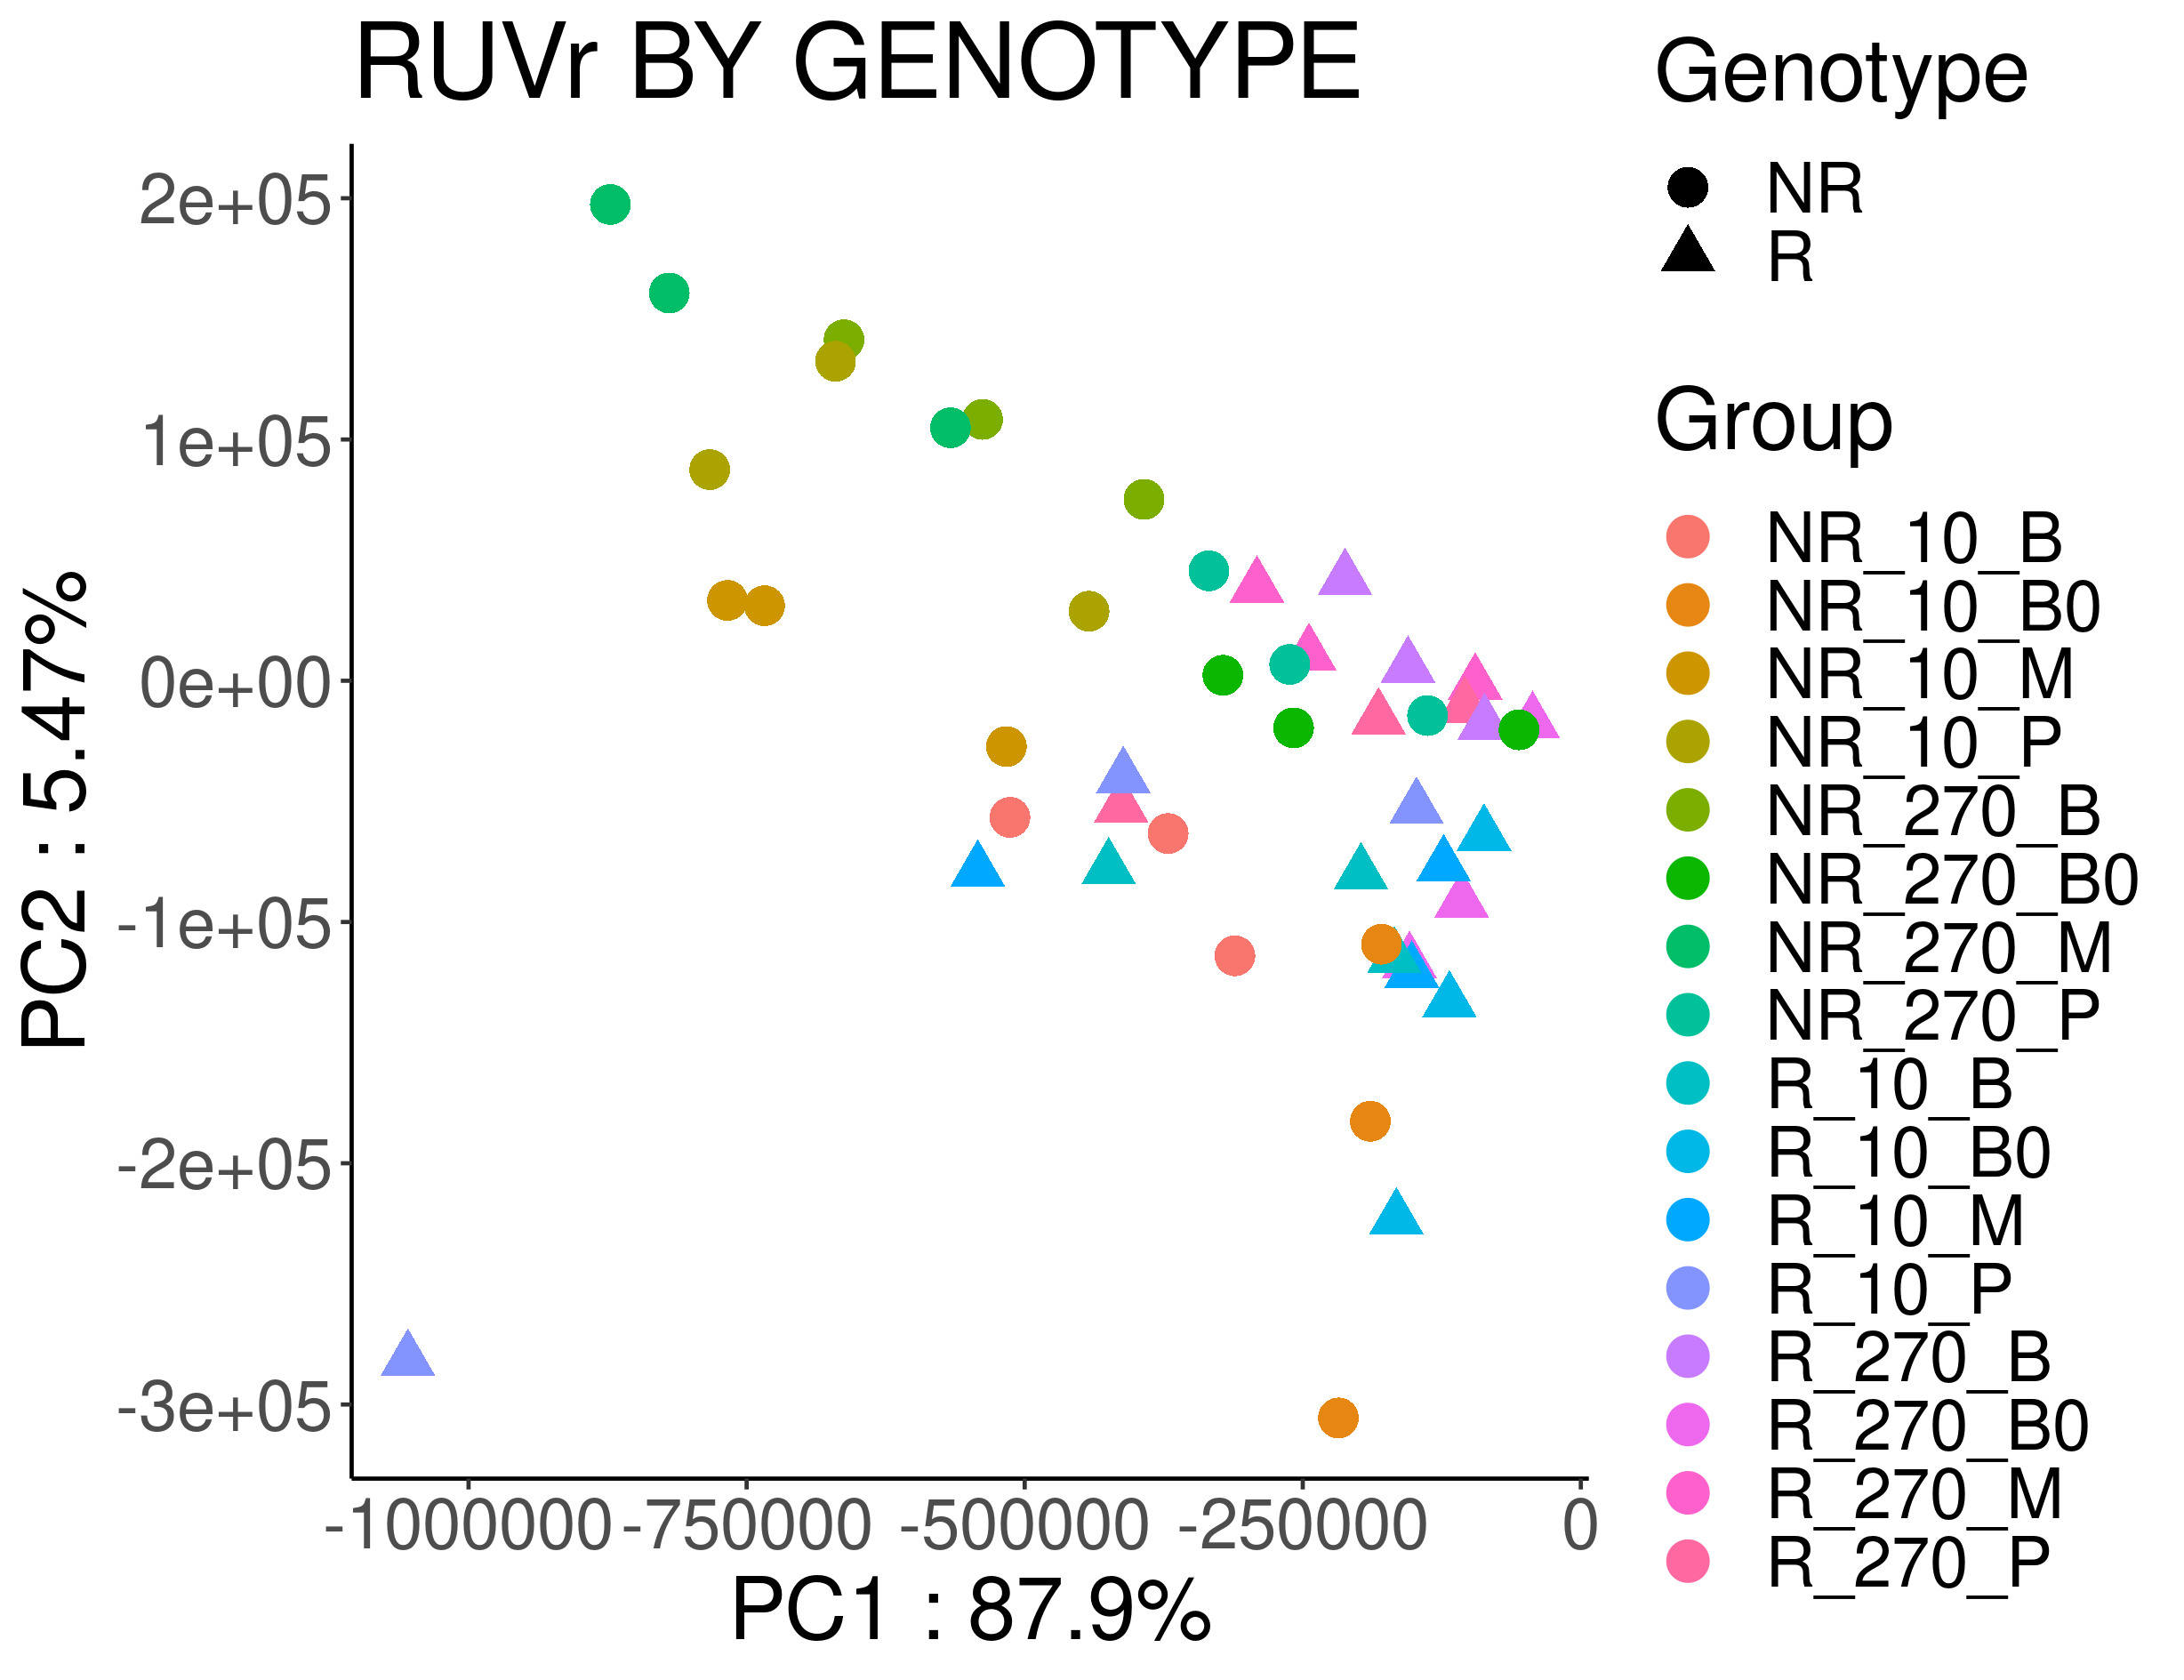 RUVr BY GENOTYPE
2e+05
1e+05
0e+00
-1e+05
-2e+05
-3e+05
PC2 : 5.47%
-1000000
-750000
-500000
-250000
0
PC1 : 87.9%
Genotype
NR
R
Group
NR_10_B
NR_10_B0
NR_10_M
NR_10_P
NR_270_B
NR_270_B0
NR_270_M
NR_270_P
R_10_B
R_10_B0
R_10_M
R_10_P
R_270_B
R_270_B0
R_270_M
R_270_P